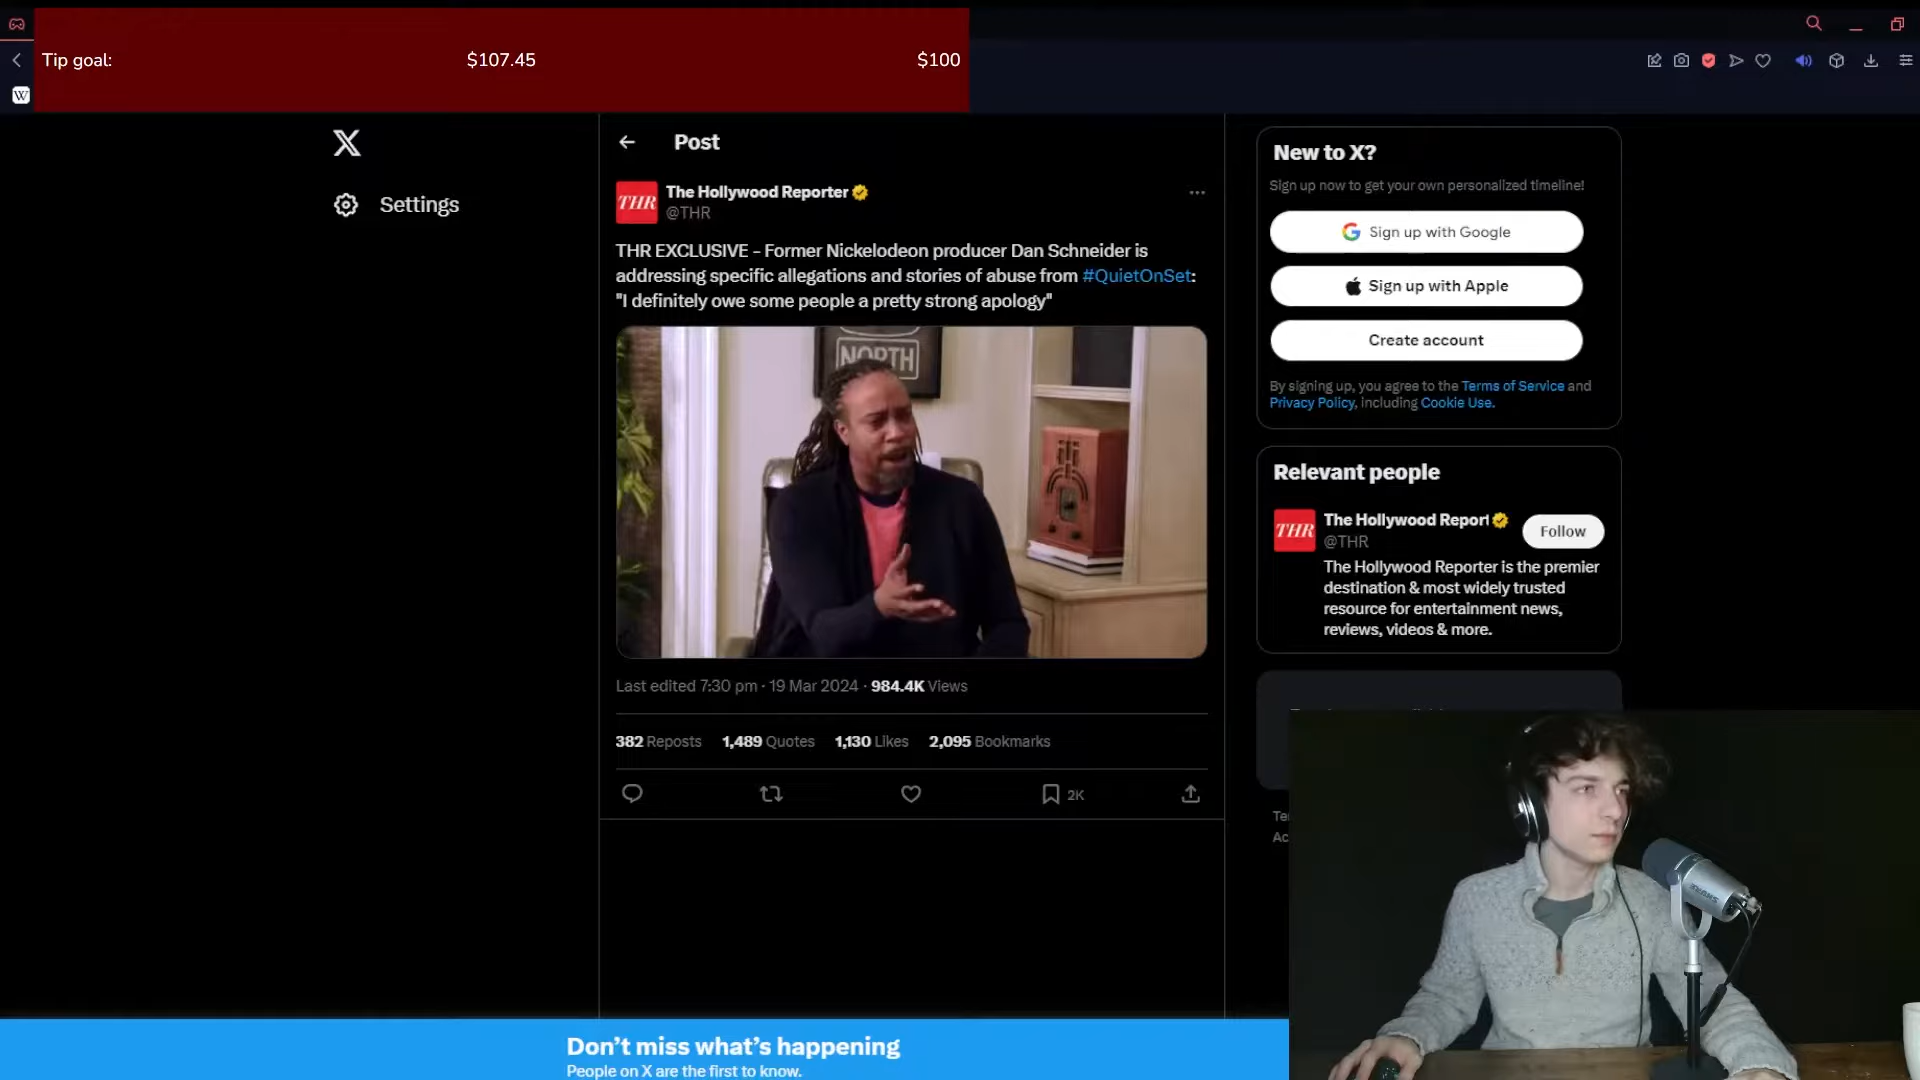 Tip goal: $107.45 $100
W
X
Settings
Post
THR
The Hollywood Reporter
@THR
THR EXCLUSIVE - Former Nickelodeon producer Dan Schneider is
addressing specific allegations and stories of abuse from #QuietOnSet:
"I definitely owe some people a pretty strong apology"
NORTH
Last edited 7:30 pm · 19 Mar 2024 · 984.4K Views
382 Reposts 1,489 Quotes 1,130 Likes 2,095 Bookmarks
2K
New to X?
Sign up now to get your own personalized timeline!
Sign up with Google
Sign up with Apple
Create account
By signing up, you agree to the Terms of Service and
Privacy Policy, including Cookie Use.
Relevant people
THR
The Hollywood Report
@THR
Follow
The Hollywood Reporter is the premier
destination & most widely trusted
resource for entertainment news,
reviews, videos & more.
Don't miss what's happening
People on X are the first to know.